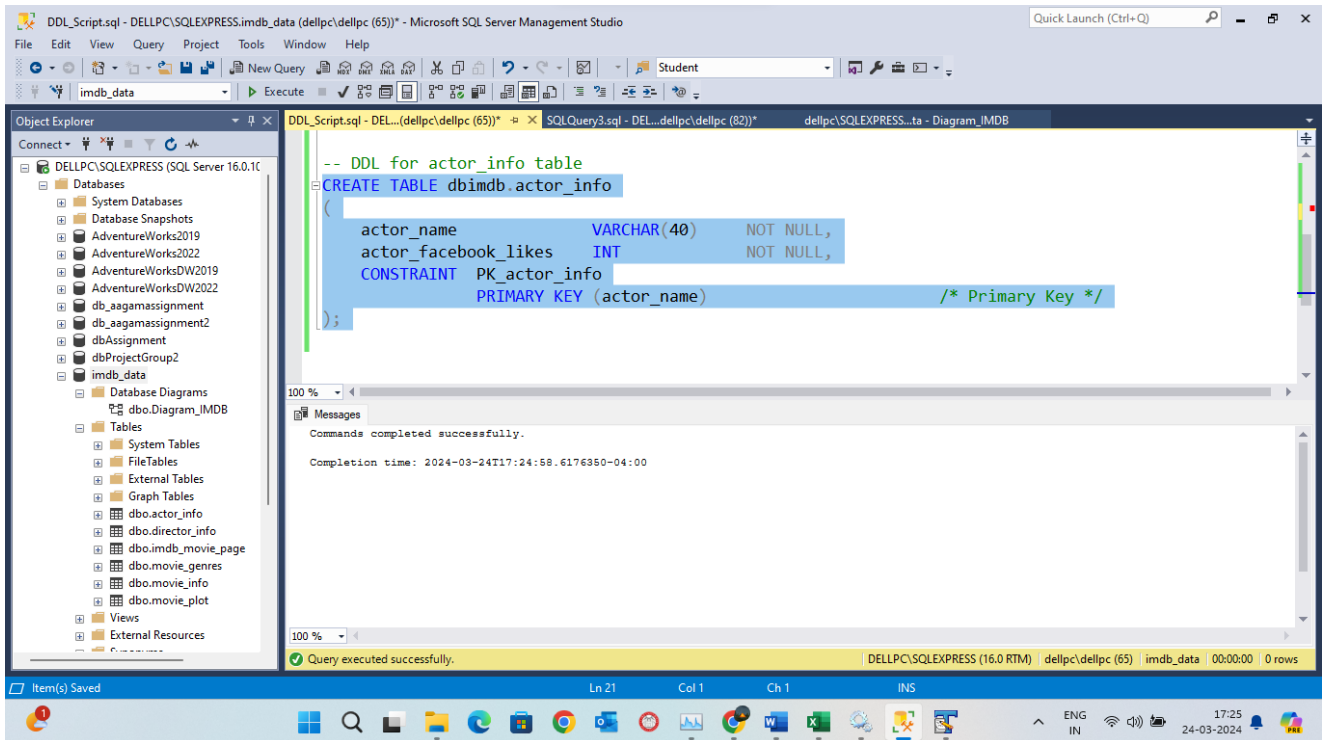 DDL_Script.sql - DELLPC\SQLEXPRESS.imdb_data (dellpc\dellpc (65))* - Microsoft SQL Server Management Studio
Quick Launch (Ctrl+Q)
File Edit View Query Project Tools Window Help
New Query Student
imdb_data Execute
Object Explorer
Connect
DELLPC\SQLEXPRESS (SQL Server 16.0.10
Databases
System Databases
Database Snapshots
AdventureWorks2019
AdventureWorks2022
AdventureWorksDW2019
AdventureWorksDW2022
db_aagamassignment
db_aagamassignment2
dbAssignment
dbProjectGroup2
imdb_data
Database Diagrams
dbo.Diagram_IMDB
Tables
System Tables
FileTables
External Tables
Graph Tables
dbo.actor_info
dbo.director_info
dbo.imdb_movie_page
dbo.movie_genres
dbo.movie_info
dbo.movie_plot
Views
External Resources
DDL_Script.sql - DEL...(dellpc\dellpc (65))* SQLQuery3.sql - DEL...dellpc\dellpc (82))* dellpc\SQLEXPRESS...ta - Diagram_IMDB
-- DDL for actor_info table
CREATE TABLE dbimdb.actor_info
(
actor_name VARCHAR(40) NOT NULL,
actor_facebook_likes INT NOT NULL,
CONSTRAINT PK_actor_info
PRIMARY KEY (actor_name) /* Primary Key */
);
100 %
Messages
Commands completed successfully.
Completion time: 2024-03-24T17:24:58.6176350-04:00
100 %
Query executed successfully. DELLPC\SQLEXPRESS (16.0 RTM) dellpc\dellpc (65) imdb_data 00:00:00 0 rows
Item(s) Saved Ln 21 Col 1 Ch 1 INS
1
ENG
IN
17:25
24-03-2024
PRE